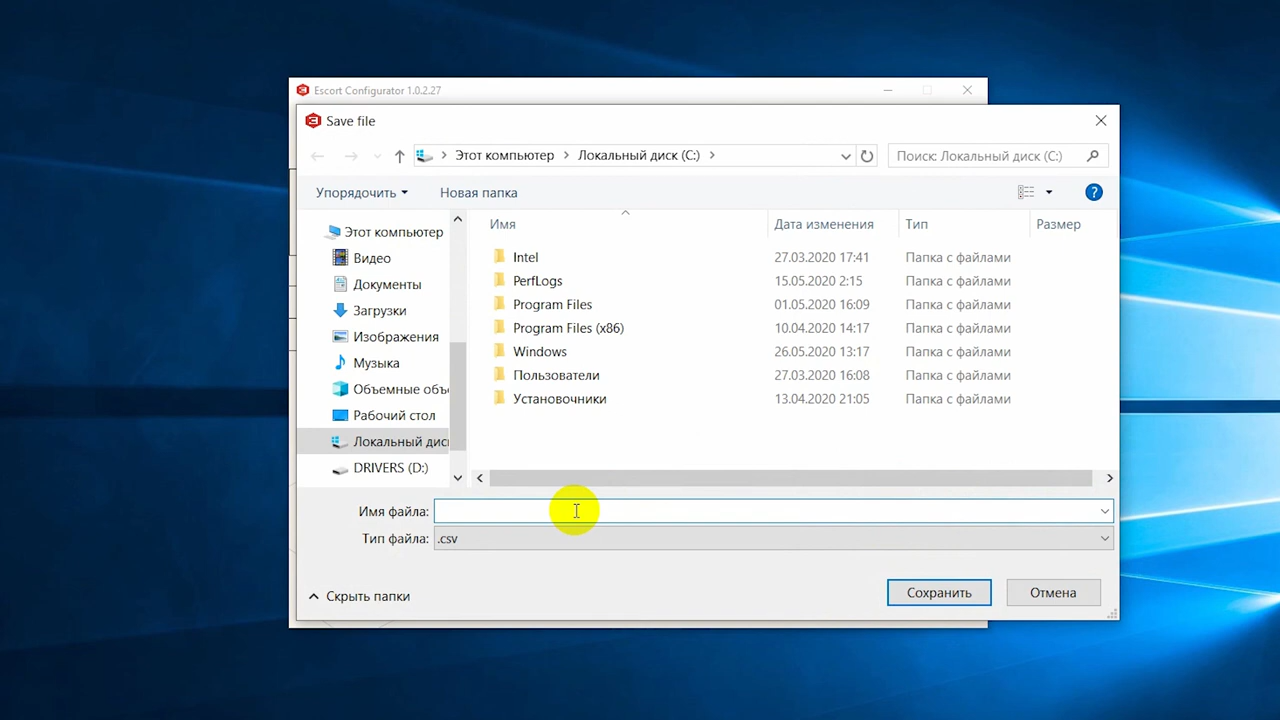 Escort Configurator 1.0.2.27
Save file
Этот компьютер Локальный диск (C:)
Поиск: Локальный диск (C:)
Упорядочить
Новая папка
?
Этот компьютер
Видео
Документы
Загрузки
Изображения
Музыка
Объемные объ
Рабочий стол
Локальный дис
DRIVERS (D:)
Имя Дата изменения Тип Размер
Intel 27.03.2020 17:41 Папка с файлами
PerfLogs 15.05.2020 2:15 Папка с файлами
Program Files 01.05.2020 16:09 Папка с файлами
Program Files (x86) 10.04.2020 14:17 Папка с файлами
Windows 26.05.2020 13:17 Папка с файлами
Пользователи 27.03.2020 16:08 Папка с файлами
Установочники 13.04.2020 21:05 Папка с файлами
Имя файла:
Тип файла: .csv
Скрыть папки
Сохранить
Отмена